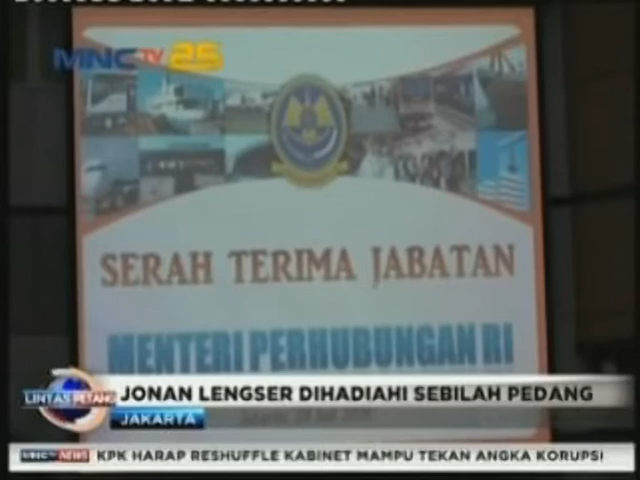 MNCTV 25
SERAH TERIMA JABATAN
MENTERI PERHUBUNGAN RI
LINTAS PETANG
JONAN LENGSER DIHADIAHI SEBILAH PEDANG
JAKARTA
MNCTV NEWS KPK HARAP RESHUFFLE KABINET MAMPU TEKAN ANGKA KORUPSI